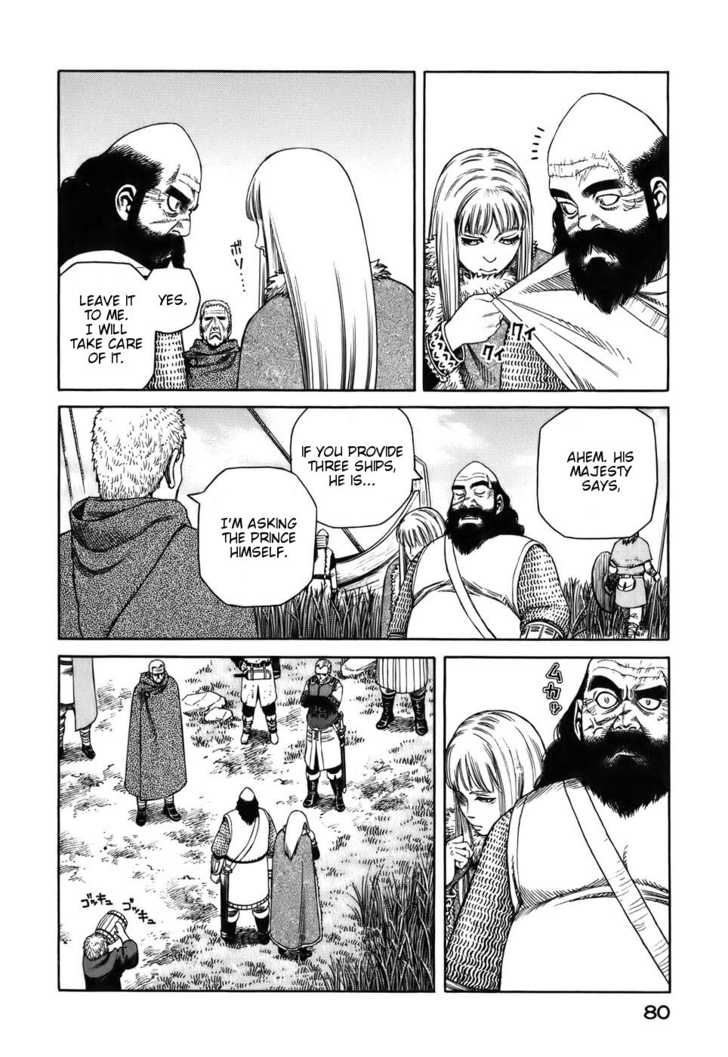 クイ
クイ
ボソ…
YES.
LEAVE IT
TO ME.
I WILL
TAKE CARE
OF IT.
AHEM. HIS
MAJESTY
SAYS,
IF YOU PROVIDE
THREE SHIPS,
HE IS...
I'M ASKING
THE PRINCE
HIMSELF.
ムカッ
ゴッキュ
ゴッキュ
80